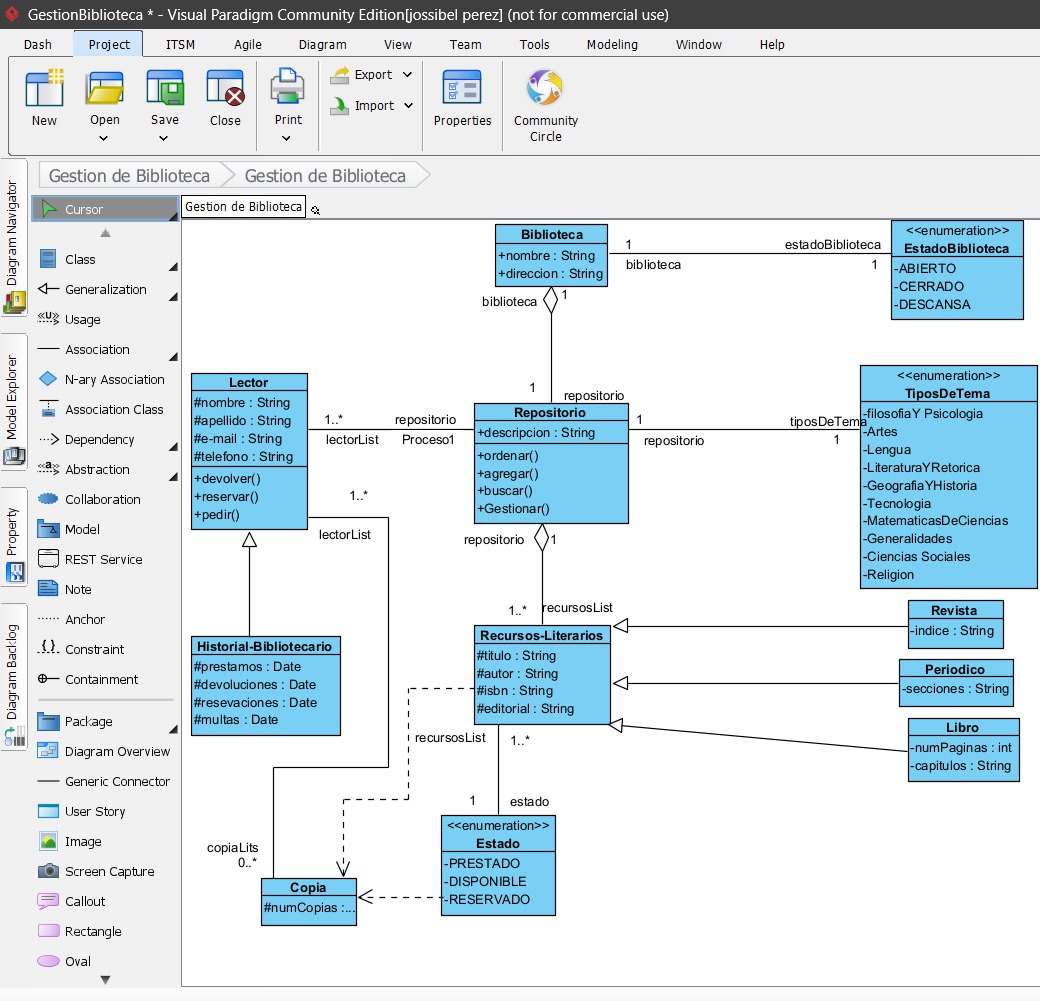 GestionBiblioteca * - Visual Paradigm Community Edition[jossibel perez] (not for commercial use)
Dash Project ITSM Agile Diagram View Team Tools Modeling Window Help
New Open Save Close Print Export Import Properties Community Circle
Gestion de Biblioteca Gestion de Biblioteca
Gestion de Biblioteca
Diagram Navigator
Model Explorer
Property
Diagram Backlog
Cursor
Class
Generalization
Usage
Association
N-ary Association
Association Class
Dependency
Abstraction
Collaboration
Model
REST Service
Note
Anchor
Constraint
Containment
Package
Diagram Overview
Generic Connector
User Story
Image
Screen Capture
Callout
Rectangle
Oval
Biblioteca
+nombre : String
+direccion : String
1
biblioteca
estadoBiblioteca
1
<<enumeration>>
EstadoBiblioteca
-ABIERTO
-CERRADO
-DESCANSA
biblioteca
1
1
repositorio
Lector
#nombre : String
#apellido : String
#e-mail : String
#telefono : String
+devolver()
+reservar()
+pedir()
1..*
lectorList
repositorio
Proceso1
Repositorio
+descripcion : String
+ordenar()
+agregar()
+buscar()
+Gestionar()
1
repositorio
tiposDeTema
1
<<enumeration>>
TiposDeTema
-filosofiaY Psicologia
-Artes
-Lengua
-LiteraturaYRetorica
-GeografiaYHistoria
-Tecnologia
-MatematicasDeCiencias
-Generalidades
-Ciencias Sociales
-Religion
1..*
lectorList
repositorio
1
1..*
recursosList
Historial-Bibliotecario
#prestamos : Date
#devoluciones : Date
#resevaciones : Date
#multas : Date
Recursos-Literarios
#titulo : String
#autor : String
#isbn : String
#editorial : String
Revista
-indice : String
Periodico
-secciones : String
Libro
-numPaginas : int
-capitulos : String
recursosList
1..*
1
estado
<<enumeration>>
Estado
-PRESTADO
-DISPONIBLE
-RESERVADO
copiaLits
0..*
Copia
#numCopias :...